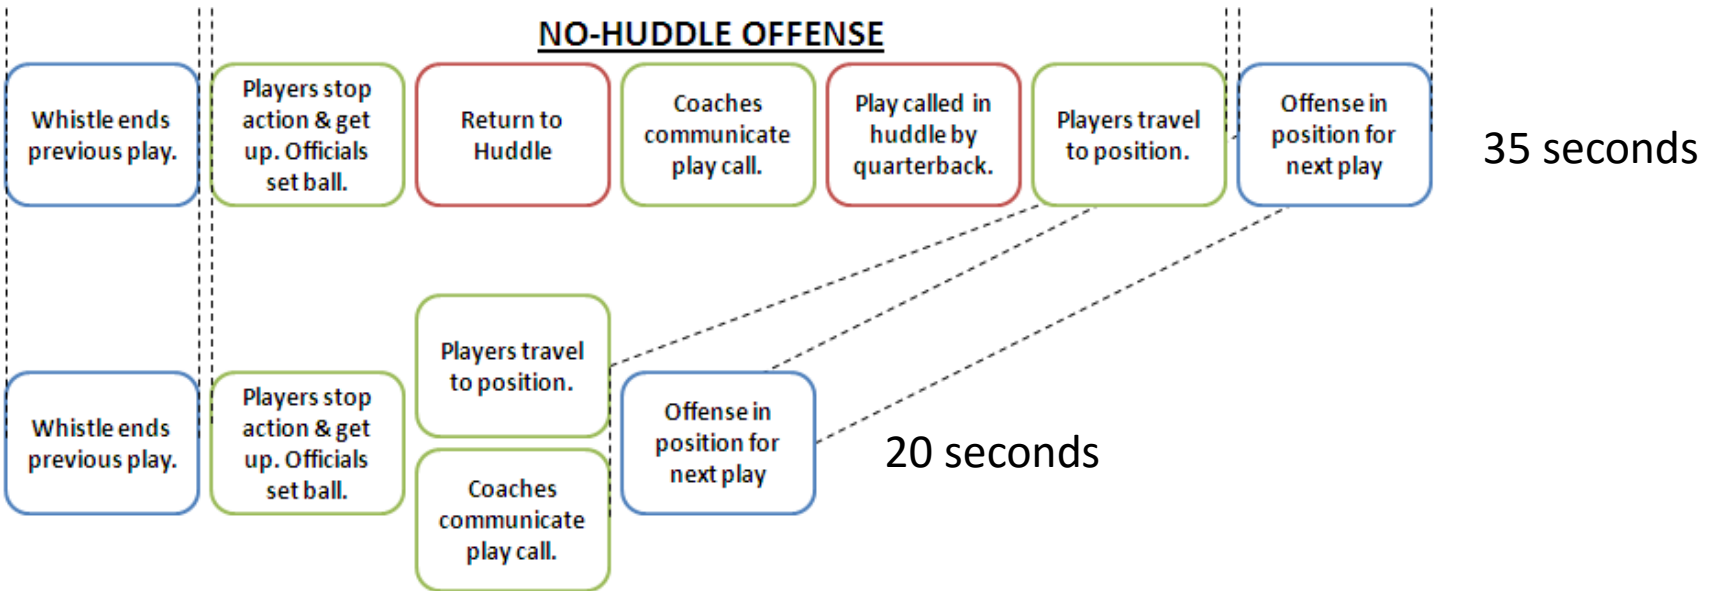 NO-HUDDLE OFFENSE
Whistle ends
previous play.
Players stop
action & get
up. Officials
set ball.
Return to
Huddle
Coaches
communicate
play call.
Play called in
huddle by
quarterback.
Players travel
to position.
Offense in
position for
next play
35 seconds
Whistle ends
previous play.
Players stop
action & get
up. Officials
set ball.
Players travel
to position.
Coaches
communicate
play call.
Offense in
position for
next play
20 seconds